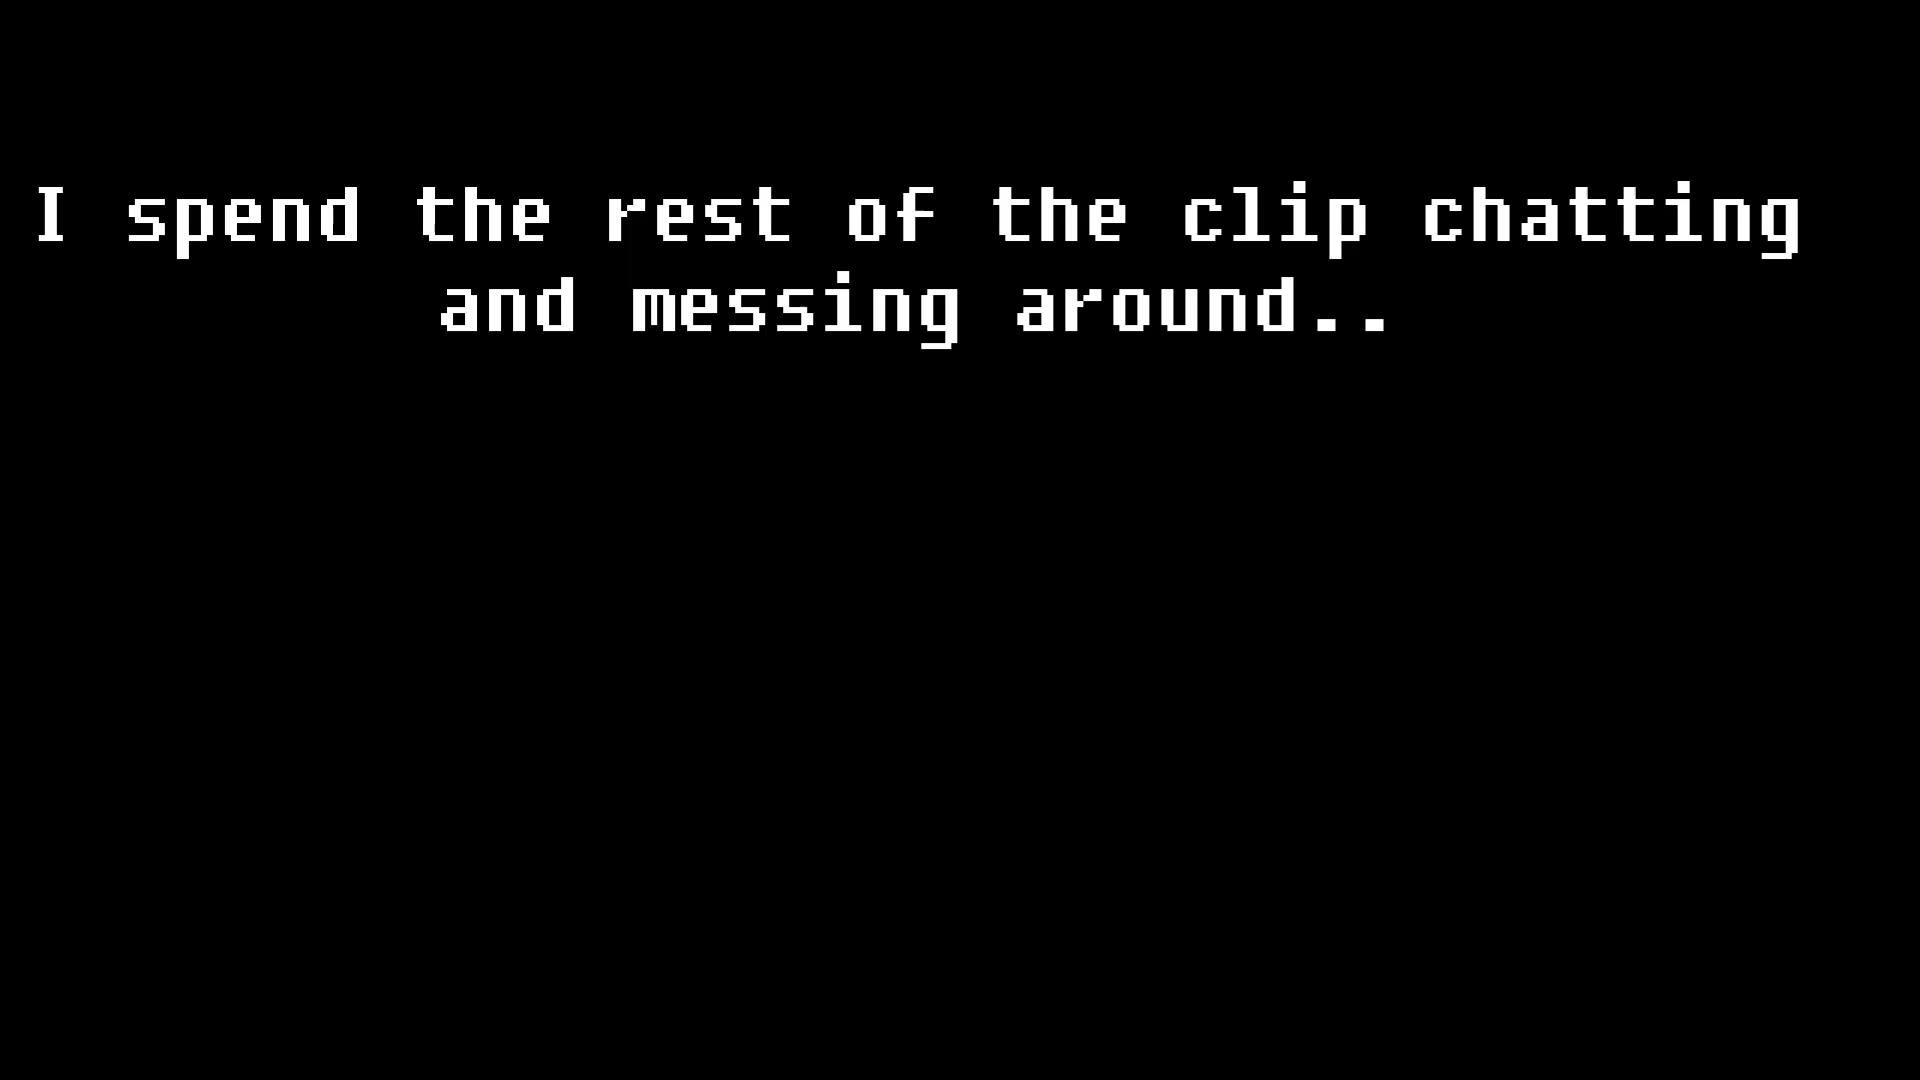 I spend the rest of the clip chatting
and messing around..